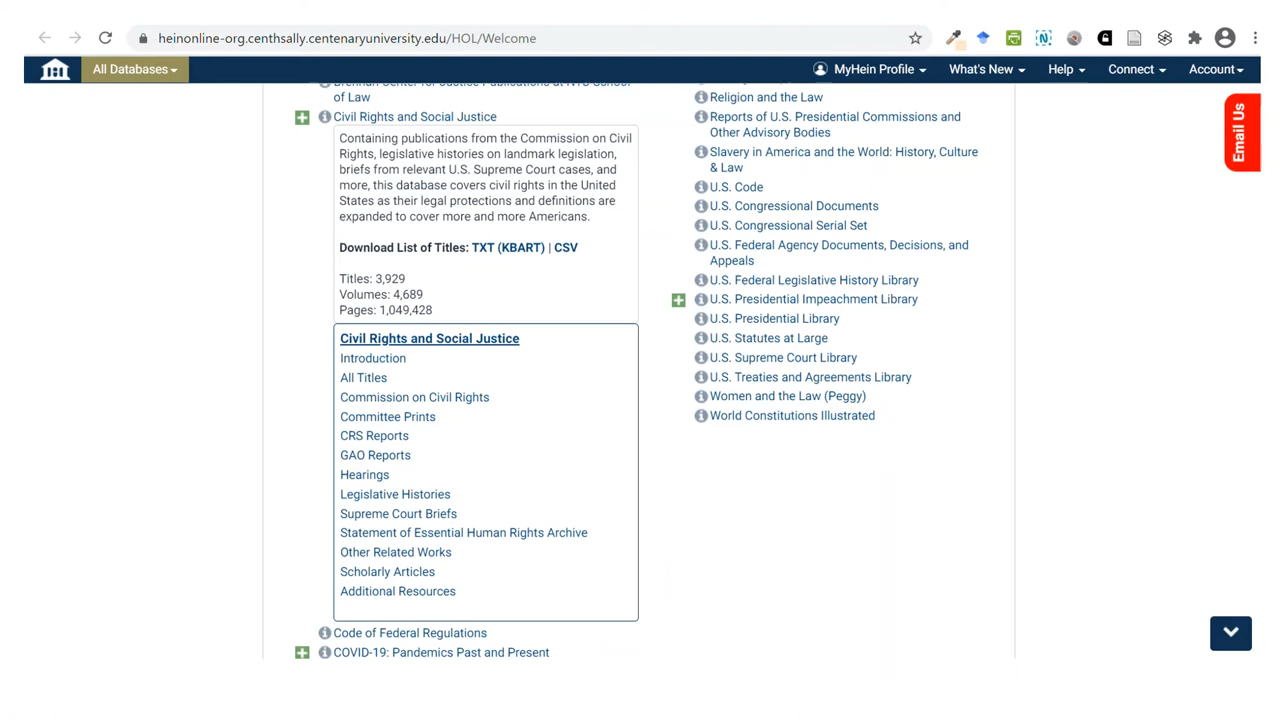 heinonline-org.centhsally.centenaryuniversity.edu/HOL/Welcome
All Databases
MyHein Profile
What's New
Help
Connect
Account
Brennan Center for Justice Publications at NYU School
of Law
Civil Rights and Social Justice
Containing publications from the Commission on Civil
Rights, legislative histories on landmark legislation,
briefs from relevant U.S. Supreme Court cases, and
more, this database covers civil rights in the United
States as their legal protections and definitions are
expanded to cover more and more Americans.
Download List of Titles: TXT (KBART) | CSV
Titles: 3,929
Volumes: 4,689
Pages: 1,049,428
Civil Rights and Social Justice
Introduction
All Titles
Commission on Civil Rights
Committee Prints
CRS Reports
GAO Reports
Hearings
Legislative Histories
Supreme Court Briefs
Statement of Essential Human Rights Archive
Other Related Works
Scholarly Articles
Additional Resources
Code of Federal Regulations
COVID-19: Pandemics Past and Present
Religion and the Law
Reports of U.S. Presidential Commissions and
Other Advisory Bodies
Slavery in America and the World: History, Culture
& Law
U.S. Code
U.S. Congressional Documents
U.S. Congressional Serial Set
U.S. Federal Agency Documents, Decisions, and
Appeals
U.S. Federal Legislative History Library
U.S. Presidential Impeachment Library
U.S. Presidential Library
U.S. Statutes at Large
U.S. Supreme Court Library
U.S. Treaties and Agreements Library
Women and the Law (Peggy)
World Constitutions Illustrated
Email Us